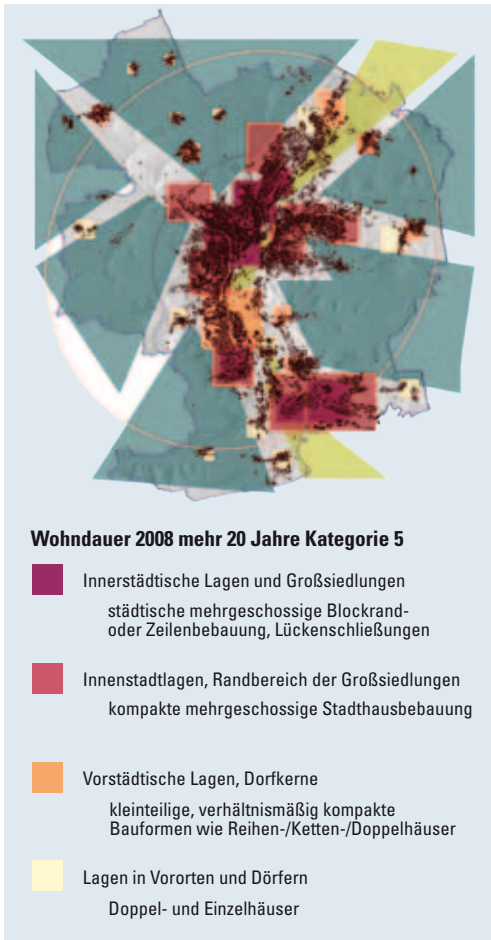 Wohndauer 2008 mehr 20 Jahre Kategorie 5
Innerstädtische Lagen und Großsiedlungen
städtische mehrgeschossige Blockrand-
oder Zeilenbebauung, Lückenschließungen
Innenstadtlagen, Randbereich der Großsiedlungen
kompakte mehrgeschossige Stadthausbebauung
Vorstädtische Lagen, Dorfkerne
kleinteilige, verhältnismäßig kompakte
Bauformen wie Reihen-/Ketten-/Doppelhäuser
Lagen in Vororten und Dörfern
Doppel- und Einzelhäuser